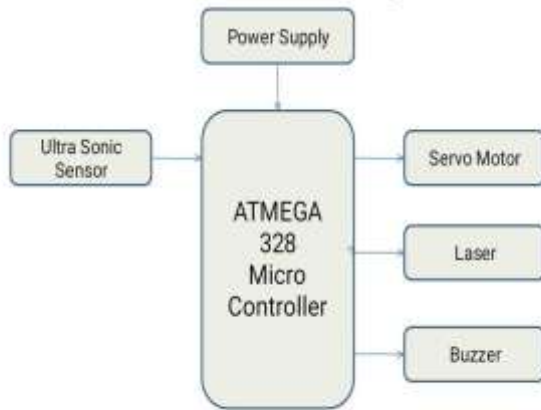 Power Supply
Ultra Sonic
Sensor
ATMEGA
328
Micro
Controller
Servo Motor
Laser
Buzzer